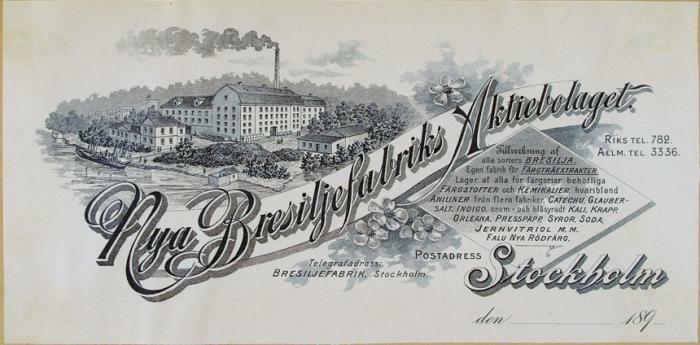 Nya Bresiljefabriks Aktiebolaget.
RIKS TEL. 782.
ALLM. TEL. 3336.
Tillverkning af
alla sorters BRESILJA.
Egen fabrik för FÄRGTRÄEXTRAKTER.
Lager af alla för färgerier behöfliga
FÄRGSTOFTER och KEMIKALIER, hvaribland
ANILINER från flera fabriker, CATECHU, GLAUBER-
SALT, INDIGO, crom- och blåsyradt KALI, KRAPP,
ORLEANA, PRESSPAPP, SYROR, SODA,
JERNVITRIOL M.M.
FALU NYA RÖDFÄRG.
Telegrafadress:
BRESILJEFABRIK, Stockholm.
POSTADRESS
Stockholm
den 189